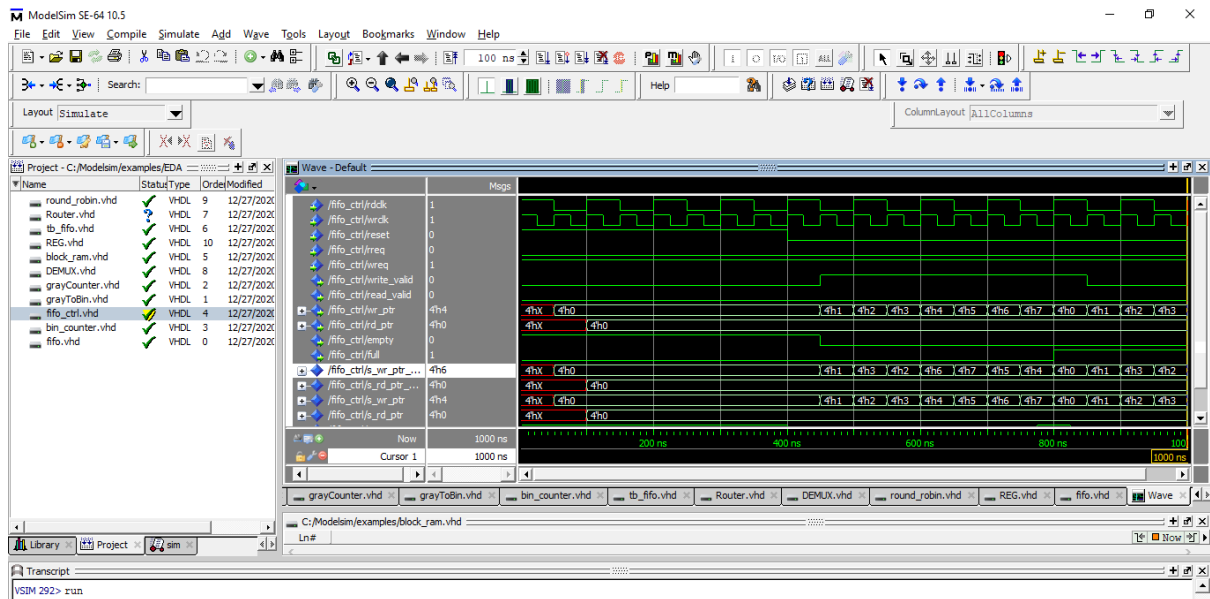 ModelSim SE-64 10.5
File Edit View Compile Simulate Add Wave Tools Layout Bookmarks Window Help
100 ns
Search:
Help
Layout Simulate
ColumnLayout AllColumns
Project - C:/Modelsim/examples/EDA
Name Status Type Order Modified
round_robin.vhd VHDL 9 12/27/2020
Router.vhd ? VHDL 7 12/27/2020
tb_fifo.vhd VHDL 6 12/27/2020
REG.vhd VHDL 10 12/27/2020
block_ram.vhd VHDL 5 12/27/2020
DEMUX.vhd VHDL 8 12/27/2020
grayCounter.vhd VHDL 2 12/27/2020
grayToBin.vhd VHDL 1 12/27/2020
fifo_ctrl.vhd VHDL 4 12/27/2020
bin_counter.vhd VHDL 3 12/27/2020
fifo.vhd VHDL 0 12/27/2020
Library Project sim
Wave - Default
Msgs
/fifo_ctrl/rdclk 1
/fifo_ctrl/wrclk 1
/fifo_ctrl/reset 0
/fifo_ctrl/rreq 0
/fifo_ctrl/wreq 1
/fifo_ctrl/write_valid 0
/fifo_ctrl/read_valid 0
/fifo_ctrl/wr_ptr 4'h4 4'hX 4'h0 4'h1 4'h2 4'h3 4'h4 4'h5 4'h6 4'h7 4'h0 4'h1 4'h2 4'h3
/fifo_ctrl/rd_ptr 4'h0 4'hX 4'h0
/fifo_ctrl/empty 0
/fifo_ctrl/full 1
/fifo_ctrl/s_wr_ptr_... 4'h6 4'hX 4'h0 4'h1 4'h3 4'h2 4'h6 4'h7 4'h5 4'h4 4'h0 4'h1 4'h3 4'h2
/fifo_ctrl/s_rd_ptr_... 4'h0 4'hX 4'h0
/fifo_ctrl/s_wr_ptr 4'h4 4'hX 4'h0 4'h1 4'h2 4'h3 4'h4 4'h5 4'h6 4'h7 4'h0 4'h1 4'h2 4'h3
/fifo_ctrl/s_rd_ptr 4'h0 4'hX 4'h0
Now 1000 ns 200 ns 400 ns 600 ns 800 ns 100
Cursor 1 1000 ns 1000 ns
grayCounter.vhd grayToBin.vhd bin_counter.vhd tb_fifo.vhd Router.vhd DEMUX.vhd round_robin.vhd REG.vhd fifo.vhd Wave
C:/Modelsim/examples/block_ram.vhd
Ln# Now
Transcript
VSIM 292> run